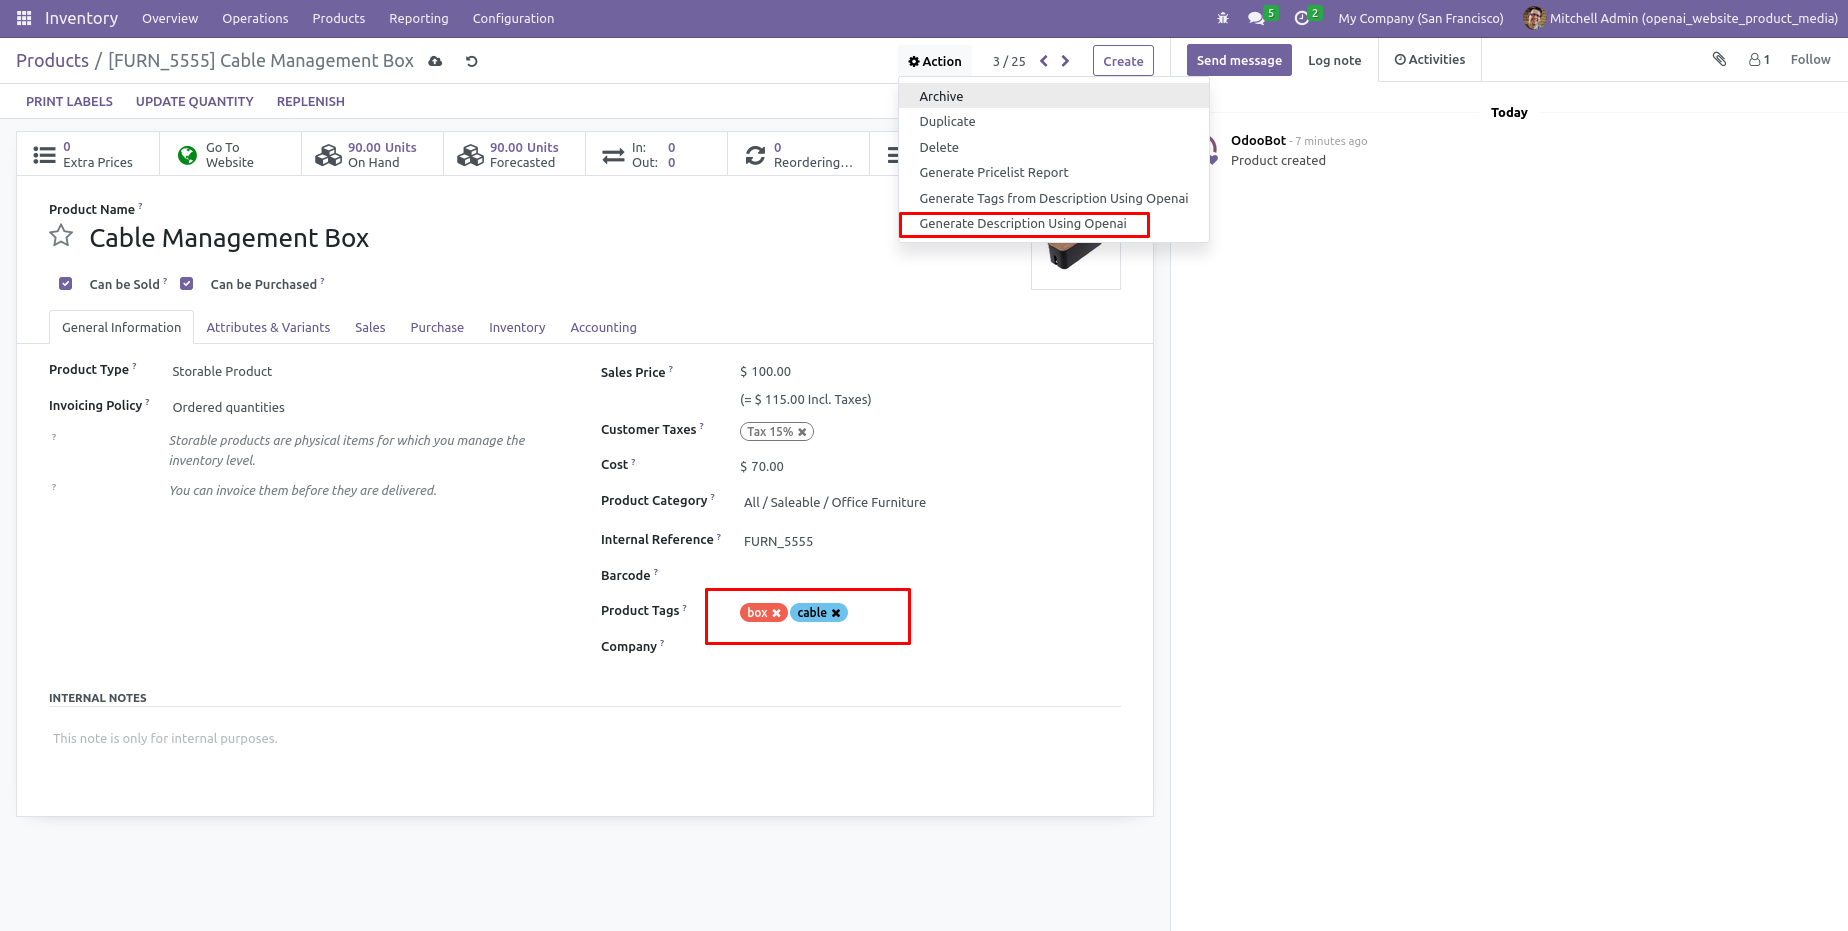 Inventory Overview Operations Products Reporting Configuration 5 2 My Company (San Francisco) Mitchell Admin (openai_website_product_media)
Products / [FURN_5555] Cable Management Box Action 3 / 25 Create Send message Log note Activities 1 Follow
PRINT LABELS UPDATE QUANTITY REPLENISH
Archive
Duplicate
Delete
Generate Pricelist Report
Generate Tags from Description Using Openai
Generate Description Using Openai
Today
OdooBot - 7 minutes ago
Product created
0
Extra Prices
Go To
Website
90.00 Units
On Hand
90.00 Units
Forecasted
In: 0
Out: 0
0
Reordering...
Product Name ?
Cable Management Box
Can be Sold ? Can be Purchased ?
General Information Attributes & Variants Sales Purchase Inventory Accounting
Product Type ? Storable Product
Invoicing Policy ? Ordered quantities
? Storable products are physical items for which you manage the
inventory level.
? You can invoice them before they are delivered.
Sales Price ? $ 100.00
(= $ 115.00 Incl. Taxes)
Customer Taxes ? Tax 15%
Cost ? $ 70.00
Product Category ? All / Saleable / Office Furniture
Internal Reference ? FURN_5555
Barcode ?
Product Tags ? box cable
Company ?
INTERNAL NOTES
This note is only for internal purposes.